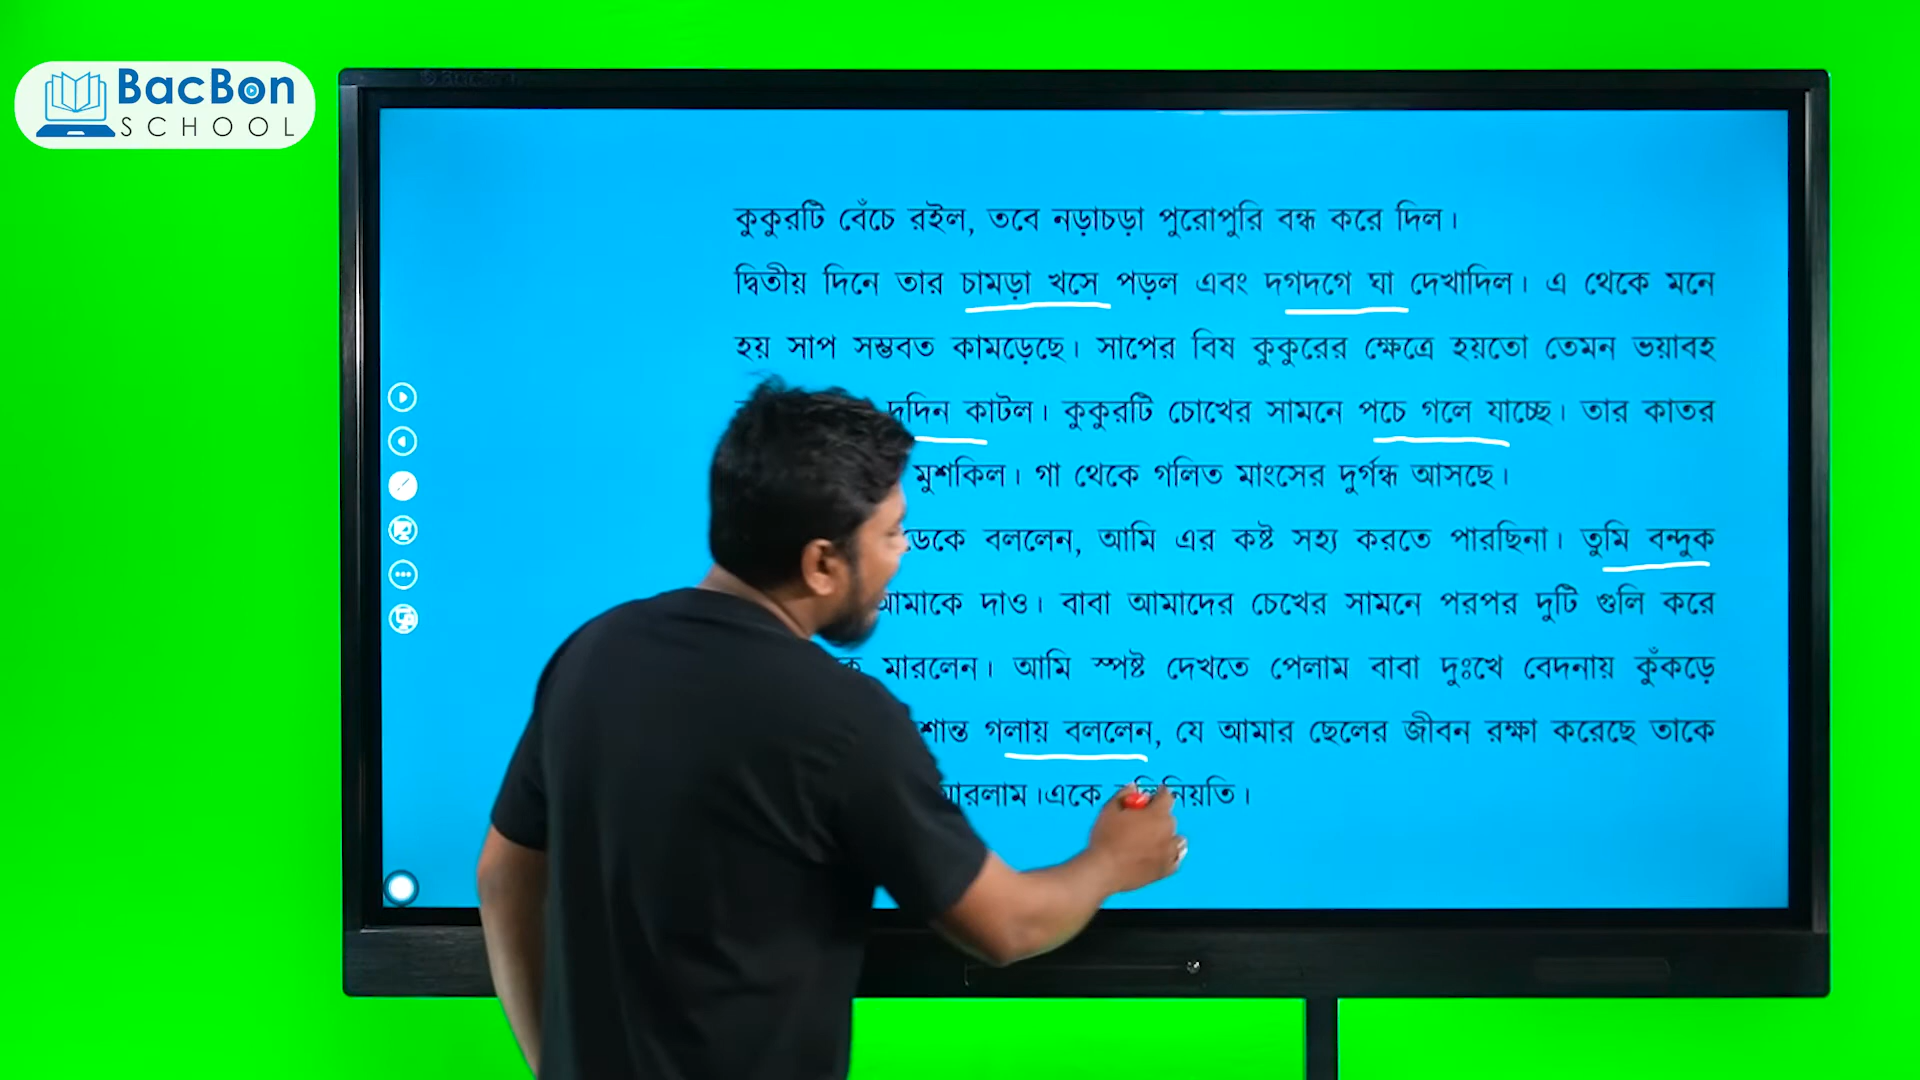 BacBon
SCHOOL
কুকুরটি বেঁচে রইল, তবে নড়াচড়া পুরোপুরি বন্ধ করে দিল।
দ্বিতীয় দিনে তার চামড়া খসে পড়ল এবং দগদগে ঘা দেখাদিল। এ থেকে মনে
হয় সাপ সম্ভবত কামড়েছে। সাপের বিষ কুকুরের ক্ষেত্রে হয়তো তেমন ভয়াবহ
দুদিন কাটল। কুকুরটি চোখের সামনে পচে গলে যাচ্ছে। তার কাতর
মুশকিল। গা থেকে গলিত মাংসের দুর্গন্ধ আসছে।
ডেকে বললেন, আমি এর কষ্ট সহ্য করতে পারছিনা। তুমি বন্দুক
আমাকে দাও। বাবা আমাদের চেখের সামনে পরপর দুটি গুলি করে
মারলেন। আমি স্পষ্ট দেখতে পেলাম বাবা দুঃখে বেদনায় কুঁকড়ে
শান্ত গলায় বললেন, যে আমার ছেলের জীবন রক্ষা করেছে তাকে
একে নিয়তি।